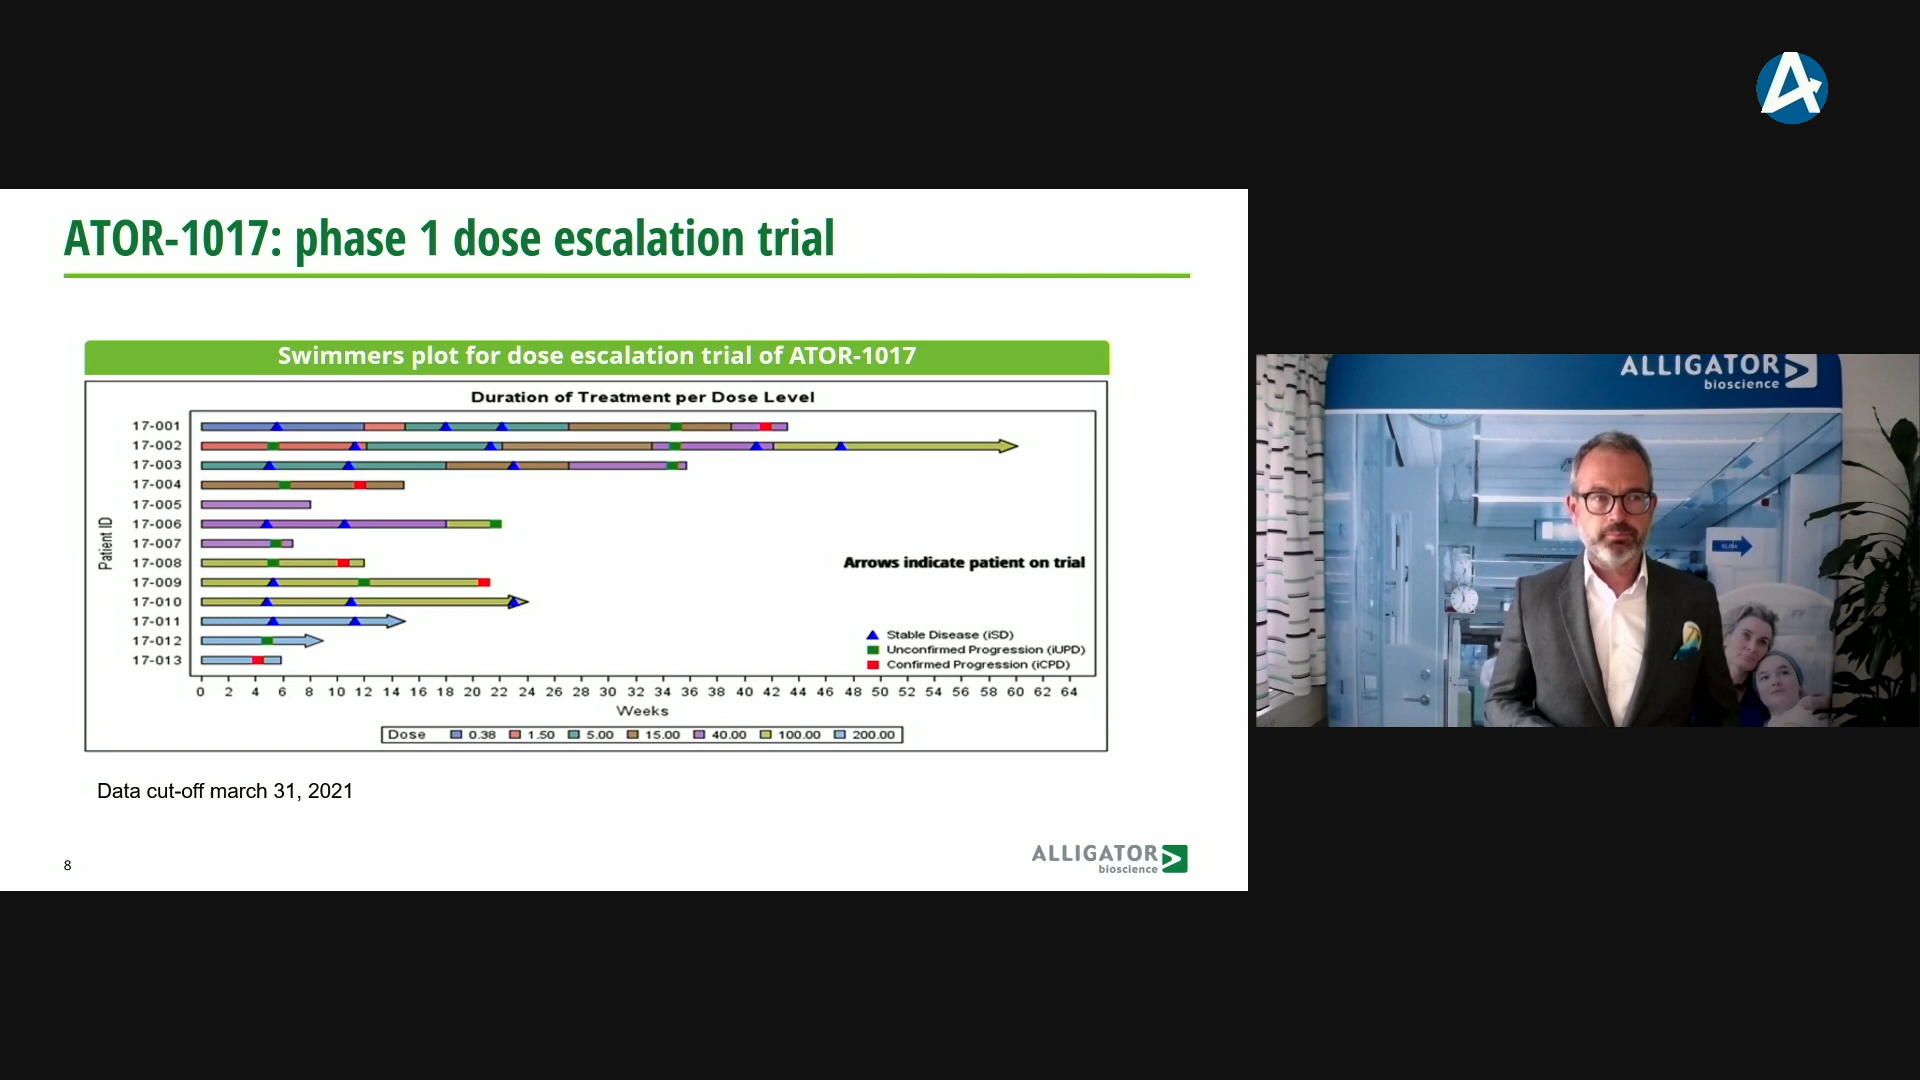 ATOR-1017: phase 1 dose escalation trial
Swimmers plot for dose escalation trial of ATOR-1017
Duration of Treatment per Dose Level
Patient ID
17-001
17-002
17-003
17-004
17-005
17-006
17-007
17-008
17-009
17-010
17-011
17-012
17-013
Arrows indicate patient on trial
Stable Disease (iSD)
Unconfirmed Progression (iUPD)
Confirmed Progression (iCPD)
0 2 4 6 8 10 12 14 16 18 20 22 24 26 28 30 32 34 36 38 40 42 44 46 48 50 52 54 56 58 60 62 64
Weeks
Dose 0.38 1.50 5.00 15.00 40.00 100.00 200.00
Data cut-off march 31, 2021
8
ALLIGATOR
bioscience
ALLIGATOR
bioscience